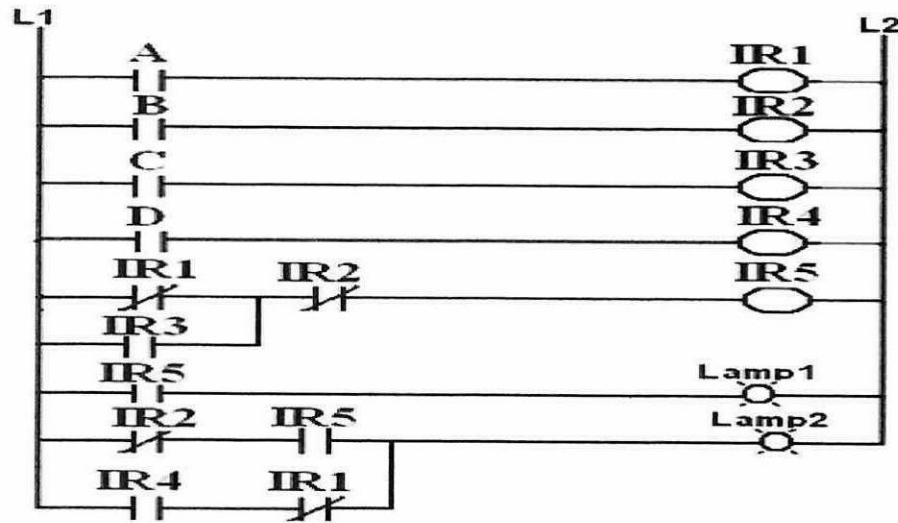 L1 L2
A IR1
B IR2
C IR3
D IR4
IR1 IR2 IR5
IR3
IR5 Lamp1
IR2 IR5 Lamp2
IR4 IR1